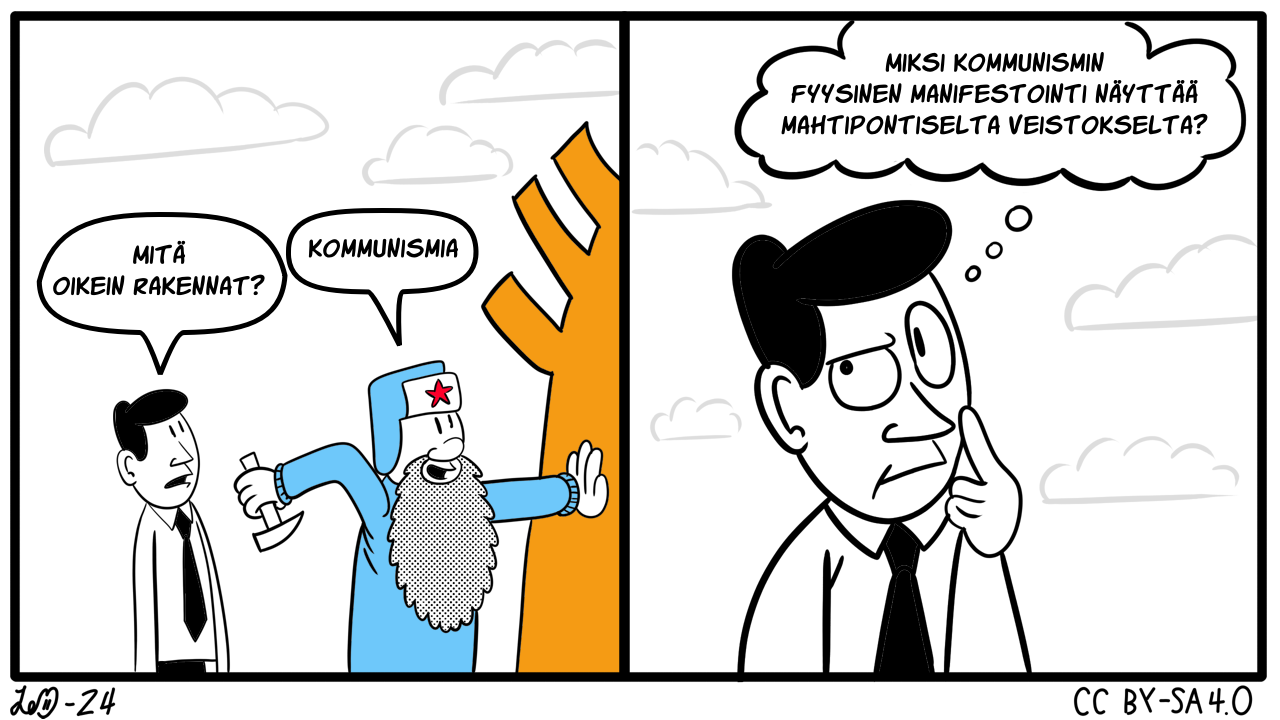 MITÄ
OIKEIN RAKENNAT?
KOMMUNISMIA
MIKSI KOMMUNISMIN
FYYSINEN MANIFESTOINTI NÄYTTÄÄ
MAHTIPONTISELTA VEISTOKSELTA?
-24
CC BY-SA 4.0